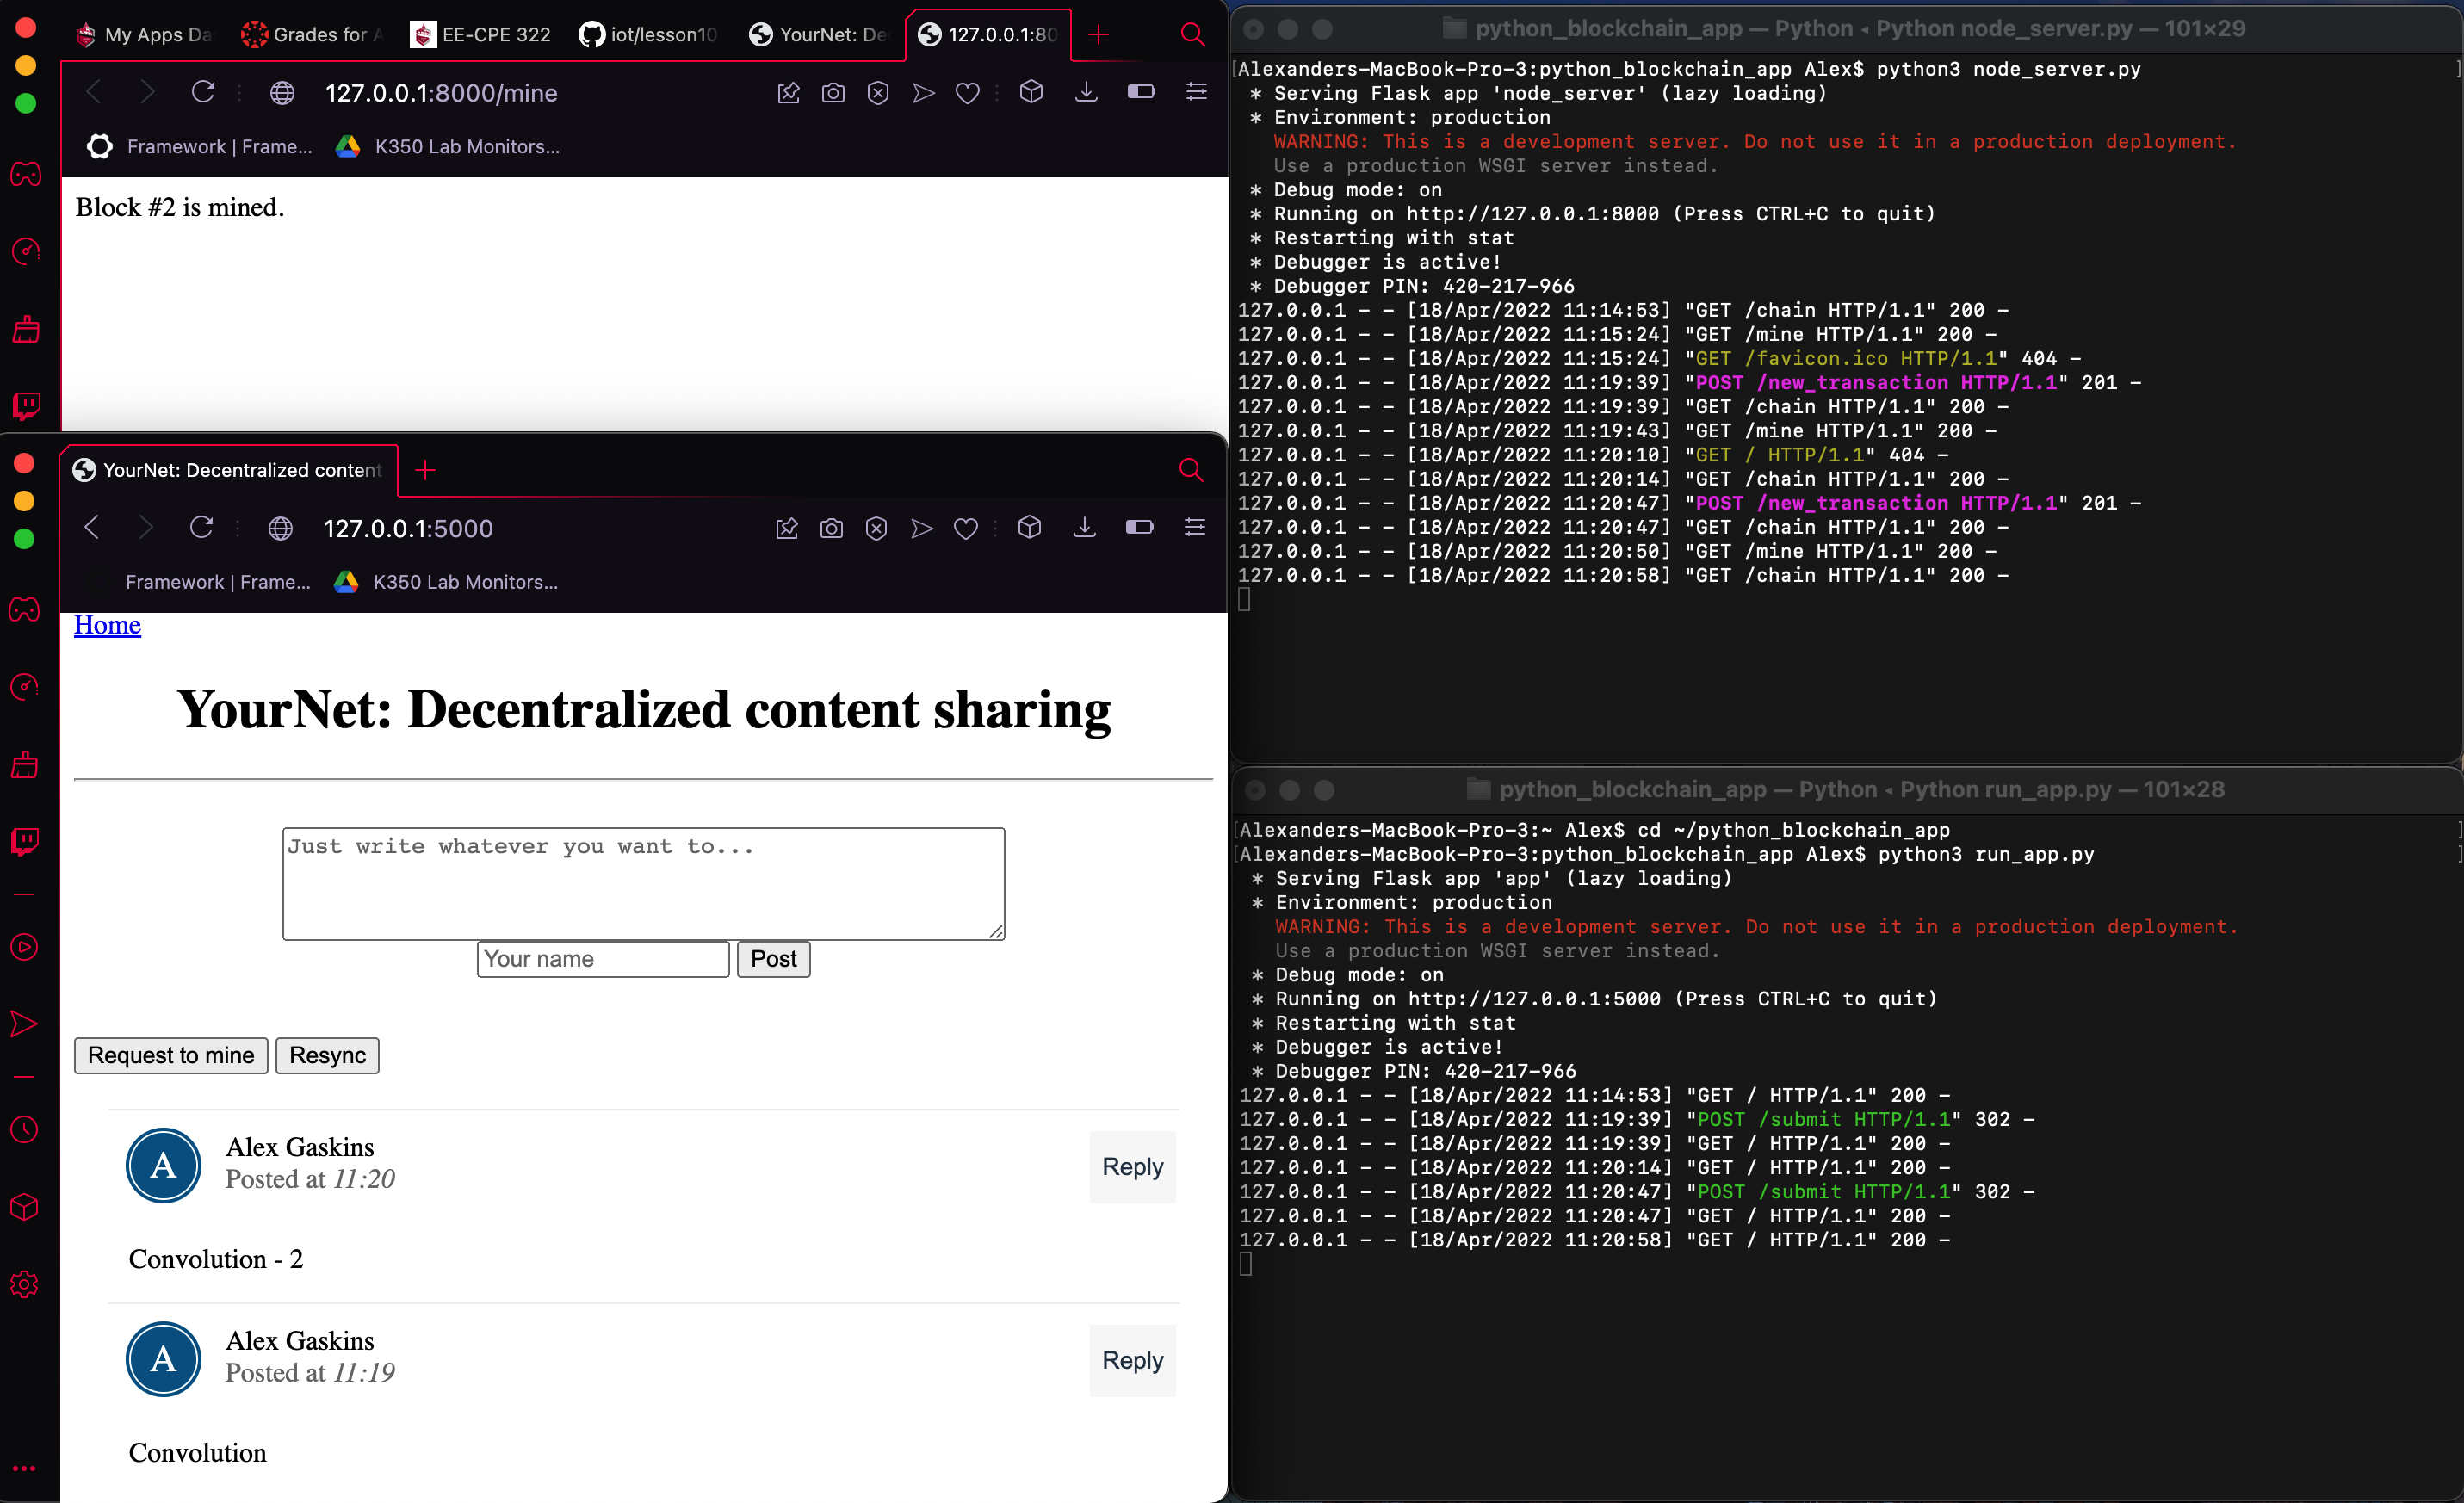 My Apps Da
Grades for A
EE-CPE 322
iot/lesson10
YourNet: De
127.0.0.1:80
127.0.0.1:8000/mine
Framework | Frame...
K350 Lab Monitors...
Block #2 is mined.
YourNet: Decentralized content
127.0.0.1:5000
Framework | Frame...
K350 Lab Monitors...
Home
YourNet: Decentralized content sharing
Just write whatever you want to...
Your name
Post
Request to mine
Resync
A
Alex Gaskins
Posted at 11:20
Reply
Convolution - 2
A
Alex Gaskins
Posted at 11:19
Reply
Convolution
python_blockchain_app — Python ◂ Python node_server.py — 101×29
[Alexanders-MacBook-Pro-3:python_blockchain_app Alex$ python3 node_server.py ]
* Serving Flask app 'node_server' (lazy loading)
* Environment: production
WARNING: This is a development server. Do not use it in a production deployment.
Use a production WSGI server instead.
* Debug mode: on
* Running on http://127.0.0.1:8000 (Press CTRL+C to quit)
* Restarting with stat
* Debugger is active!
* Debugger PIN: 420-217-966
127.0.0.1 - - [18/Apr/2022 11:14:53] "GET /chain HTTP/1.1" 200 -
127.0.0.1 - - [18/Apr/2022 11:15:24] "GET /mine HTTP/1.1" 200 -
127.0.0.1 - - [18/Apr/2022 11:15:24] "GET /favicon.ico HTTP/1.1" 404 -
127.0.0.1 - - [18/Apr/2022 11:19:39] "POST /new_transaction HTTP/1.1" 201 -
127.0.0.1 - - [18/Apr/2022 11:19:39] "GET /chain HTTP/1.1" 200 -
127.0.0.1 - - [18/Apr/2022 11:19:43] "GET /mine HTTP/1.1" 200 -
127.0.0.1 - - [18/Apr/2022 11:20:10] "GET / HTTP/1.1" 404 -
127.0.0.1 - - [18/Apr/2022 11:20:14] "GET /chain HTTP/1.1" 200 -
127.0.0.1 - - [18/Apr/2022 11:20:47] "POST /new_transaction HTTP/1.1" 201 -
127.0.0.1 - - [18/Apr/2022 11:20:47] "GET /chain HTTP/1.1" 200 -
127.0.0.1 - - [18/Apr/2022 11:20:50] "GET /mine HTTP/1.1" 200 -
127.0.0.1 - - [18/Apr/2022 11:20:58] "GET /chain HTTP/1.1" 200 -
python_blockchain_app — Python ◂ Python run_app.py — 101×28
[Alexanders-MacBook-Pro-3:~ Alex$ cd ~/python_blockchain_app ]
[Alexanders-MacBook-Pro-3:python_blockchain_app Alex$ python3 run_app.py ]
* Serving Flask app 'app' (lazy loading)
* Environment: production
WARNING: This is a development server. Do not use it in a production deployment.
Use a production WSGI server instead.
* Debug mode: on
* Running on http://127.0.0.1:5000 (Press CTRL+C to quit)
* Restarting with stat
* Debugger is active!
* Debugger PIN: 420-217-966
127.0.0.1 - - [18/Apr/2022 11:14:53] "GET / HTTP/1.1" 200 -
127.0.0.1 - - [18/Apr/2022 11:19:39] "POST /submit HTTP/1.1" 302 -
127.0.0.1 - - [18/Apr/2022 11:19:39] "GET / HTTP/1.1" 200 -
127.0.0.1 - - [18/Apr/2022 11:20:14] "GET / HTTP/1.1" 200 -
127.0.0.1 - - [18/Apr/2022 11:20:47] "POST /submit HTTP/1.1" 302 -
127.0.0.1 - - [18/Apr/2022 11:20:47] "GET / HTTP/1.1" 200 -
127.0.0.1 - - [18/Apr/2022 11:20:58] "GET / HTTP/1.1" 200 -